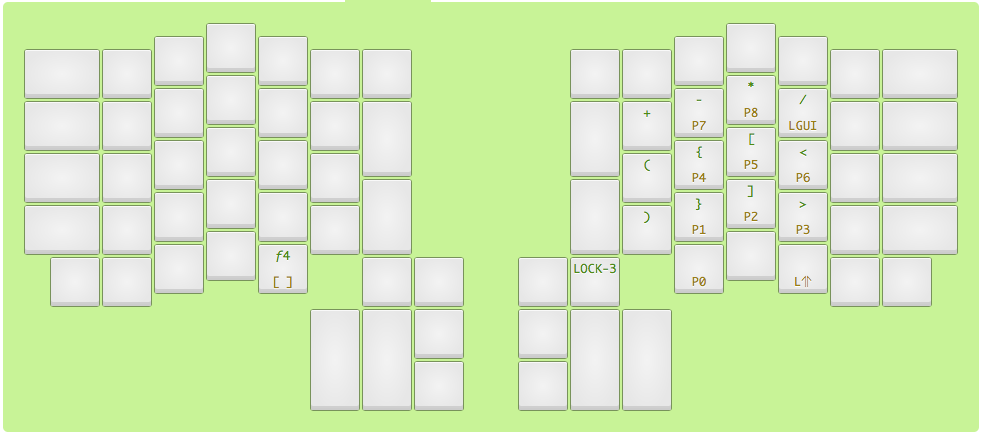 *
- /
+ P8
P7 LGUI
[
{ <
( P5
P4 P6
]
} >
) P2
P1 P3
f4
LOCK-3
[ ] P0 L⇑